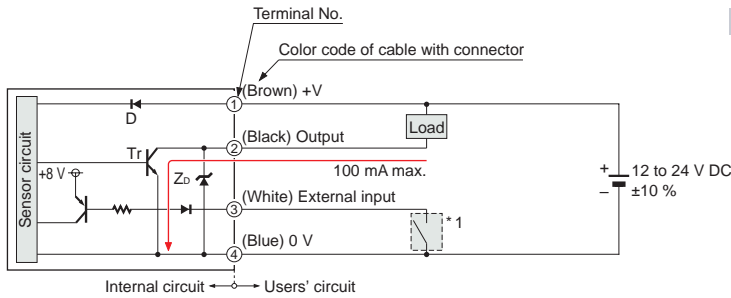 Terminal No.
Color code of cable with connector
① (Brown) +V
D
Load
② (Black) Output
Tr
+8 V
ZD
100 mA max.
+ 12 to 24 V DC
– ±10 %
Sensor circuit
③ (White) External input
* 1
④ (Blue) 0 V
Internal circuit
Users' circuit